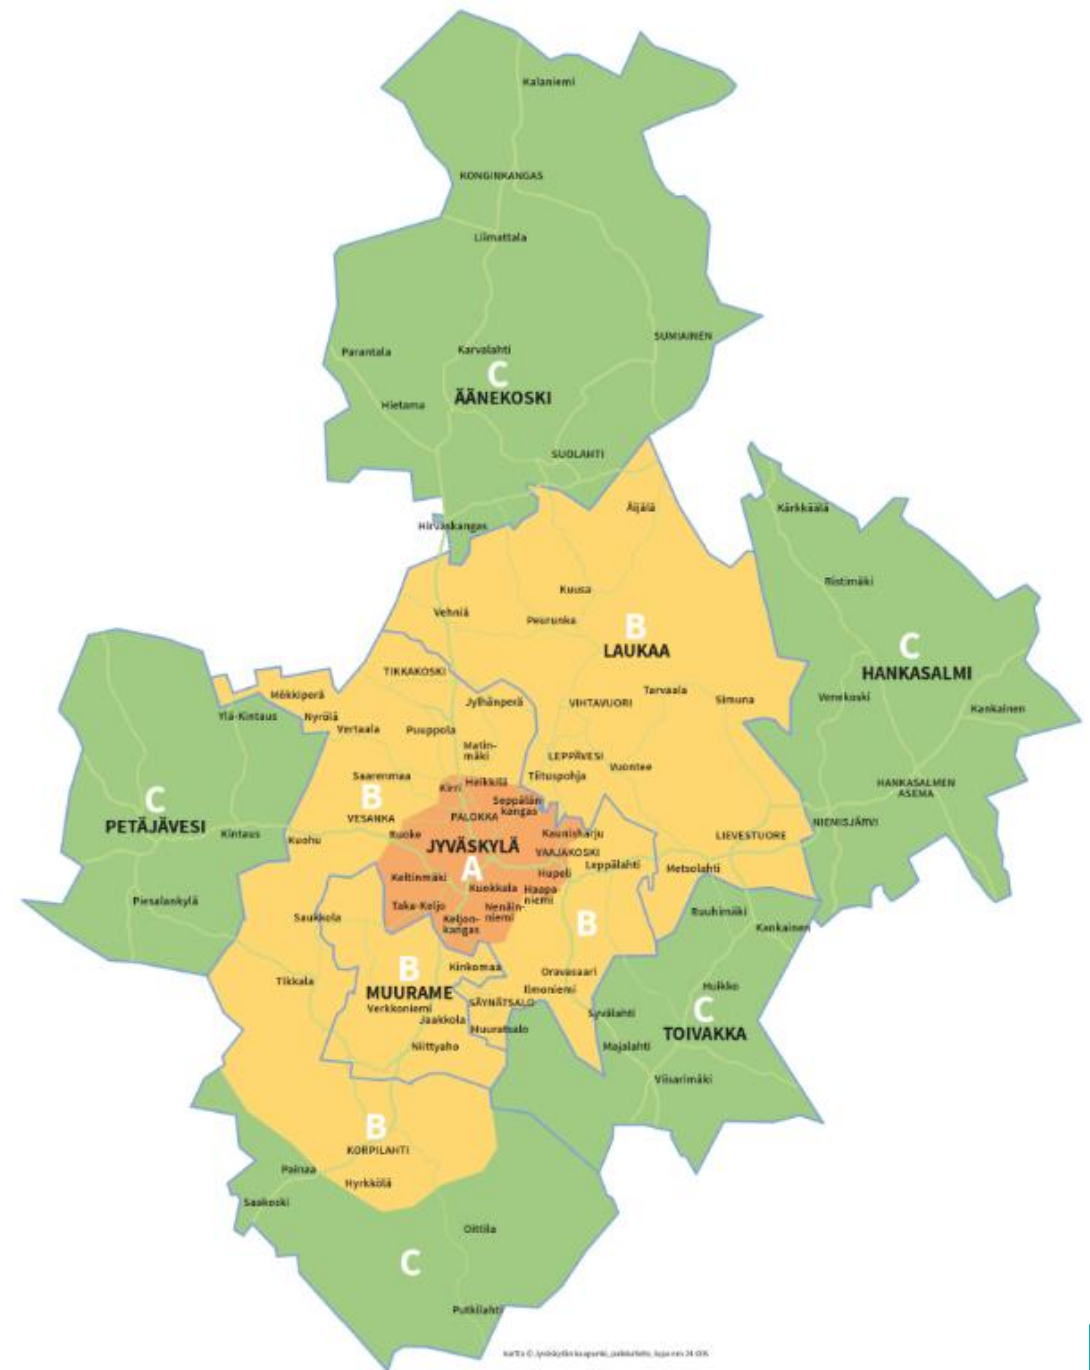 Kalaniemi
KONGINKANGAS
Liimattala
SUMIAINEN
Parantala
Karvalahti
C
ÄÄNEKOSKI
Hietama
SUOLAHTI
Äijälä
Kärkkäälä
Hirvaskangas
Ristimäki
Kuusa
Vehniä
Peurunka
B
LAUKAA
C
HANKASALMI
TIKKAKOSKI
Mökkiperä
Jylhänperä
VIHTAVUORI
Tarvaala
Simuna
Venekoski
Kankainen
Ylä-Kintaus
Nyrölä
Vertaala
Puuppola
Matin-
mäki
LEPPÄVESI
Vuontee
Tiituspohja
Saarenmaa
Kirri
Heikkilä
HANKASALMEN
ASEMA
C
PETÄJÄVESI
B
VESANKA
Seppälän-
kangas
PALOKKA
NIEMISJÄRVI
Kintaus
Kuohu
Ruoke
Kauniskarju
LIEVESTUORE
JYVÄSKYLÄ
A
VAAJAKOSKI
Leppälahti
Metsolahti
Keltinmäki
Hupeli
Kuokkala
Haapa-
niemi
Piesalankylä
Taka-Keljo
Nenäin-
niemi
Keljon-
kangas
Saukkola
B
Ruuhimäki
Kankainen
B
MUURAME
Kinkomaa
Oravasaari
Tikkala
Verkkoniemi
Ilmoniemi
Huikko
SÄYNÄTSALO
Jaakkola
Muuratsalo
Syvälahti
C
TOIVAKKA
Niittyaho
Majalahti
Viisarimäki
B
KORPILAHTI
Painaa
Hyrkkölä
Saakoski
Oittila
C
Putkilahti